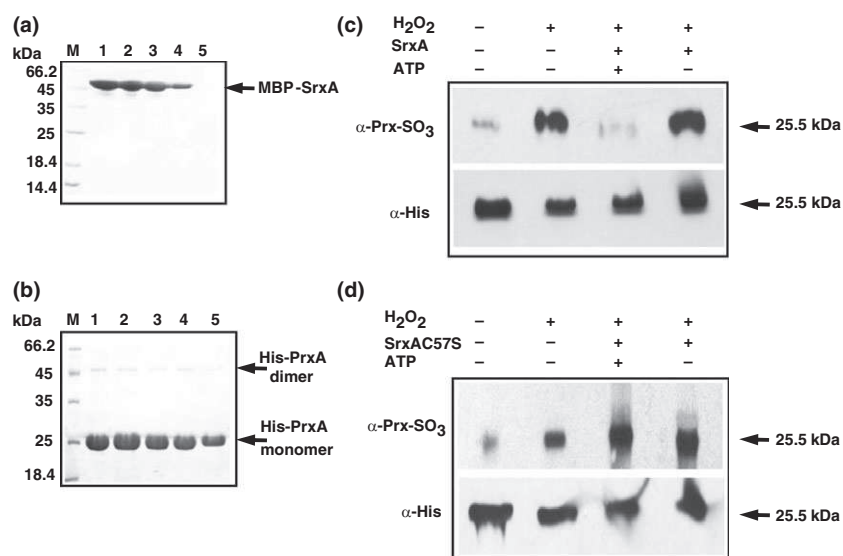 (a)
kDa M 1 2 3 4 5
66.2
45
35
25
18.4
14.4
MBP-SrxA
(b)
kDa M 1 2 3 4 5
66.2
45
35
25
18.4
His-PrxA
dimer
His-PrxA
monomer
(c)
H2O2 – + + +
SrxA – – + +
ATP – – + –
α-Prx-SO3
25.5 kDa
α-His
25.5 kDa
(d)
H2O2 – + + +
SrxAC57S – – + +
ATP – – + –
α-Prx-SO3
25.5 kDa
α-His
25.5 kDa